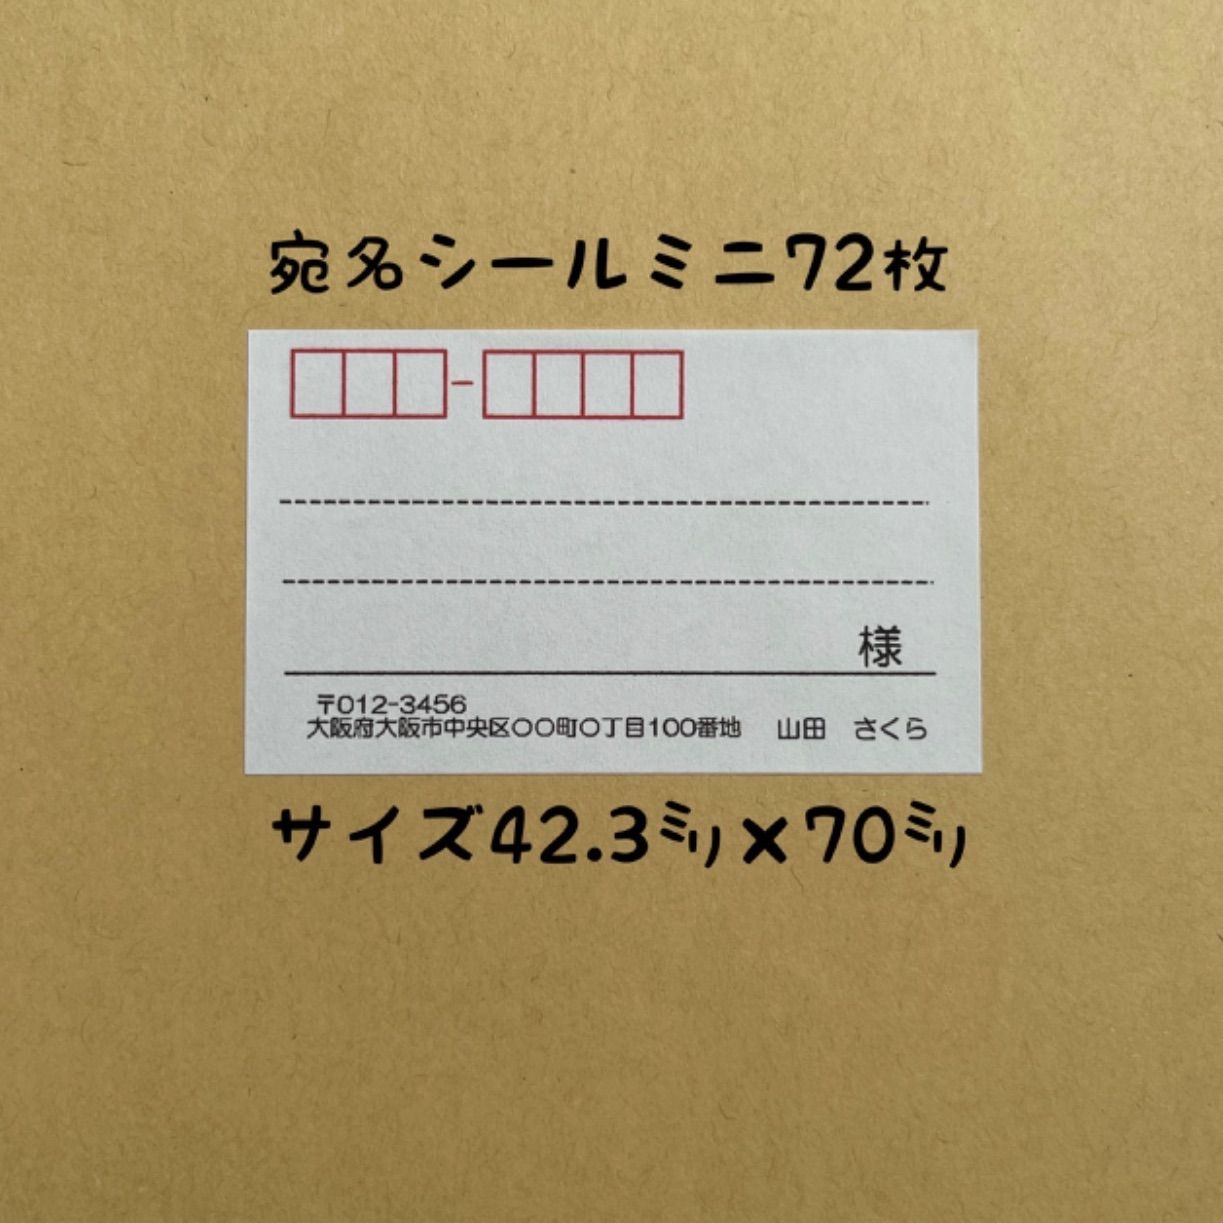 宛名シールミニ72枚
-
様
〒012-3456
大阪府大阪市中央区〇〇町〇丁目100番地　山田　さくら
サイズ42.3㍉×70㍉